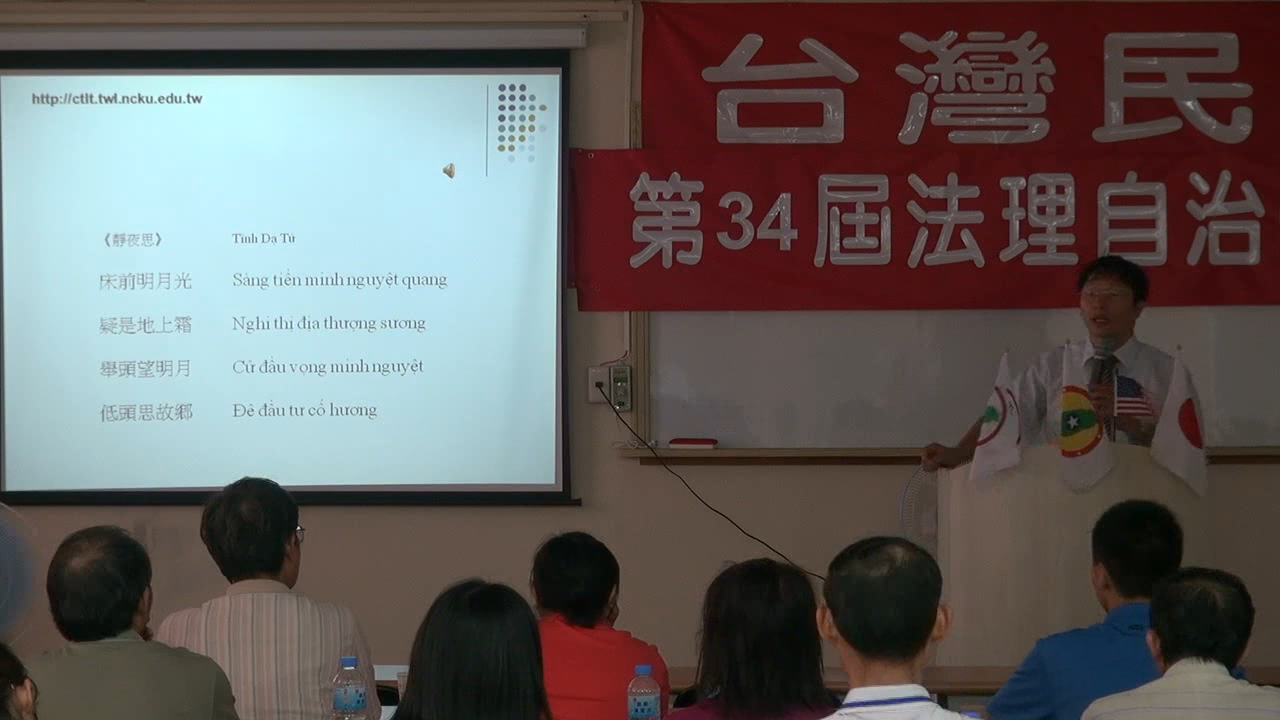 http://ctlt.twl.ncku.edu.tw
《靜夜思》 Tĩnh Dạ Tứ
床前明月光 Sàng tiền minh nguyệt quang
疑是地上霜 Nghi thị địa thượng sương
舉頭望明月 Cử đầu vọng minh nguyệt
低頭思故鄉 Đê đầu tư cố hương
台灣民
第34屆法理自治